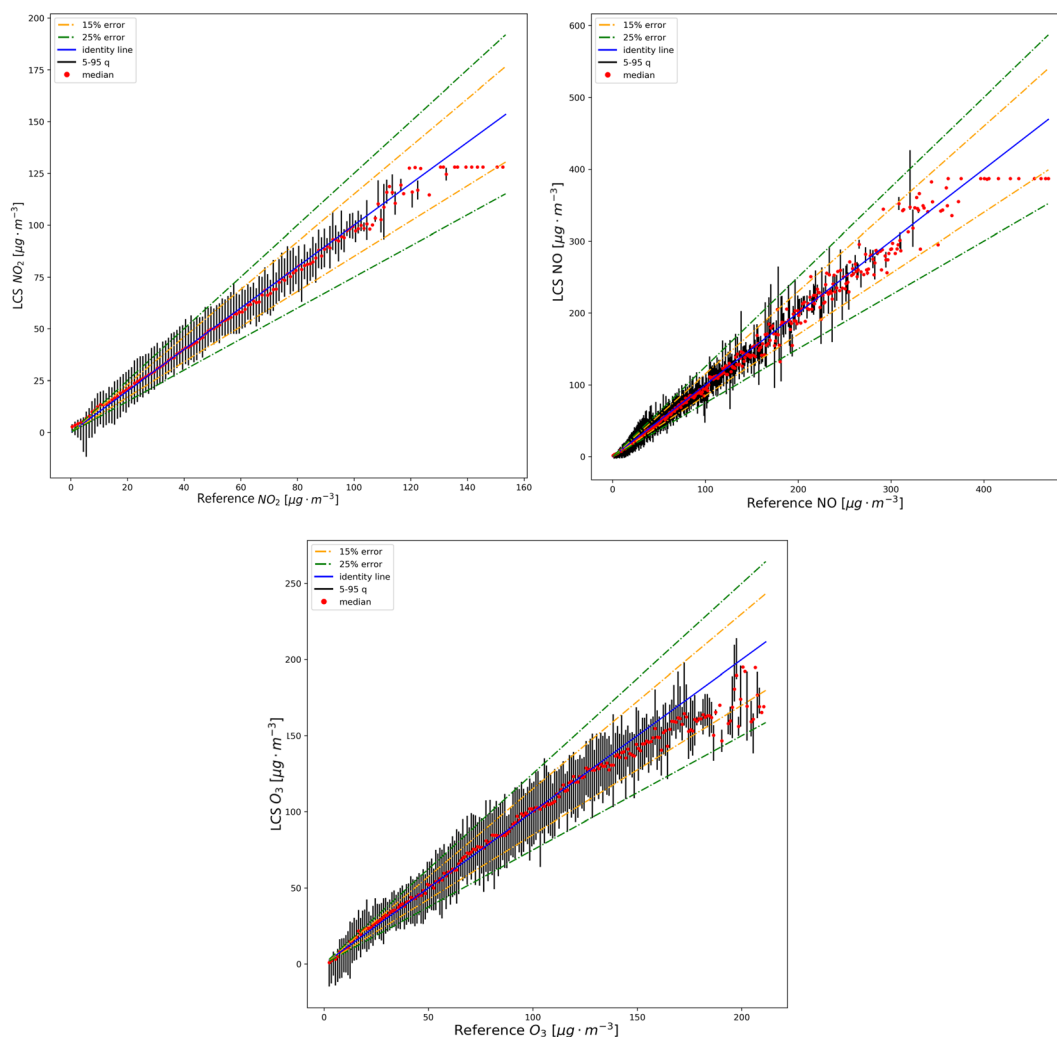 200
175
150
125
100
75
50
25
0
15% error
25% error
identity line
5-95 q
median
LCS NO₂ [μg · m⁻³]
0 20 40 60 80 100 120 140 160
Reference NO₂ [μg · m⁻³]
600
500
400
300
200
100
0
15% error
25% error
identity line
5-95 q
median
LCS NO [μg · m⁻³]
0 100 200 300 400
Reference NO [μg · m⁻³]
250
200
150
100
50
0
15% error
25% error
identity line
5-95 q
median
LCS O₃ [μg · m⁻³]
0 50 100 150 200
Reference O₃ [μg · m⁻³]